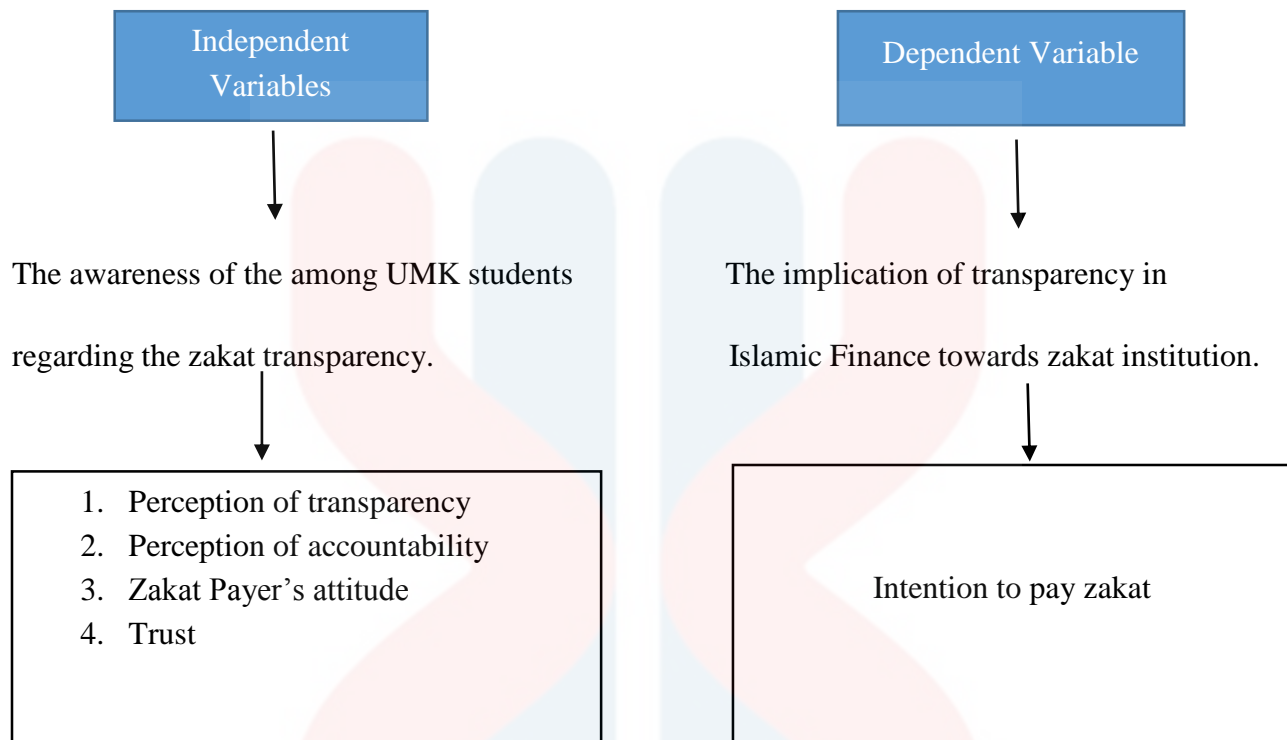 Independent
Variables
Dependent Variable
The awareness of the among UMK students
regarding the zakat transparency.
The implication of transparency in
Islamic Finance towards zakat institution.
1. Perception of transparency
2. Perception of accountability
3. Zakat Payer’s attitude
4. Trust
Intention to pay zakat